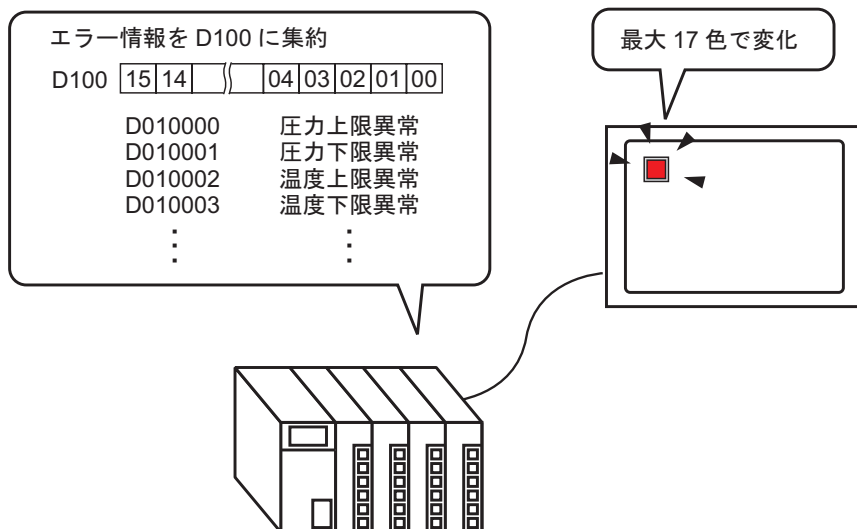 エラー情報を D100 に集約
D100 15 14 04 03 02 01 00
D010000 圧力上限異常
D010001 圧力下限異常
D010002 温度上限異常
D010003 温度下限異常
⋮ ⋮
最大 17 色で変化